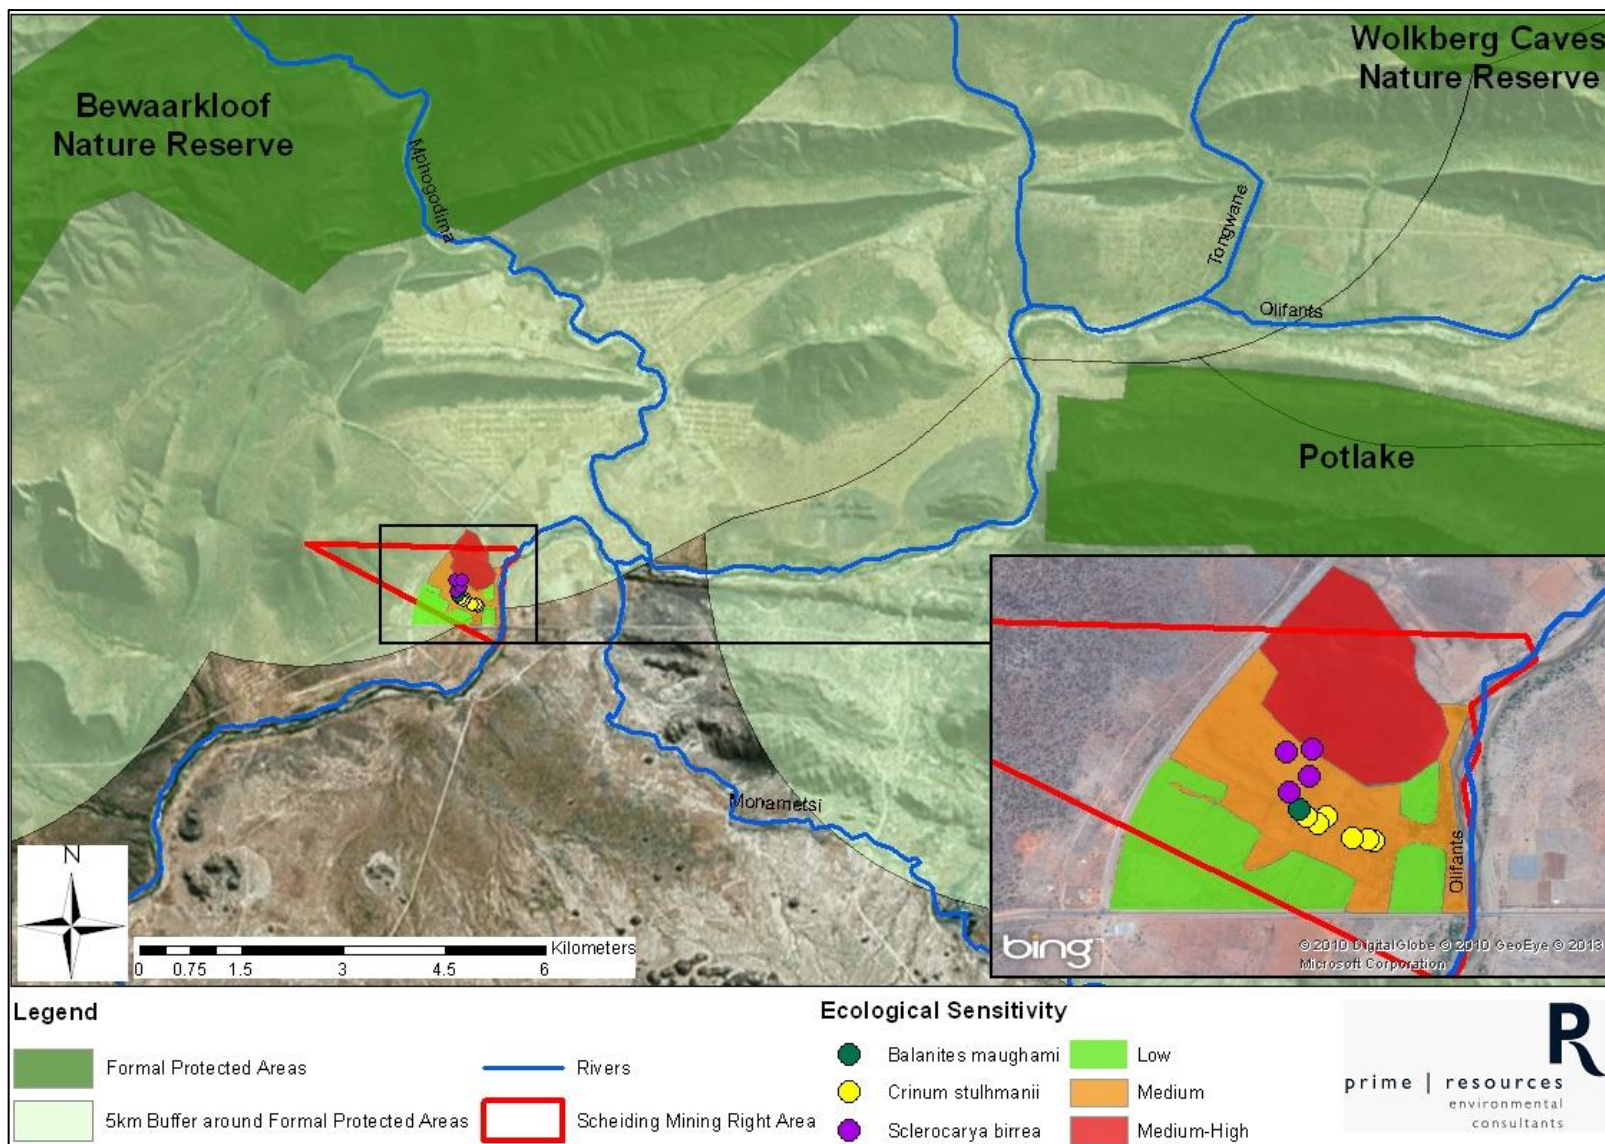 Bewaarkloof
Nature Reserve
Wolkberg Caves
Nature Reserve
Mphogodima
Tongwane
Olifants
Potlake
Monametsi
N
Kilometers
0 0.75 1.5 3 4.5 6
Olifants
bing
© 2010 DigitalGlobe © 2010 GeoEye © 2013
Microsoft Corporation
Legend
Formal Protected Areas
5km Buffer around Formal Protected Areas
Rivers
Scheiding Mining Right Area
Ecological Sensitivity
Balanites maughami
Crinum stulhmanii
Sclerocarya birrea
Low
Medium
Medium-High
R
prime | resources
environmental
consultants